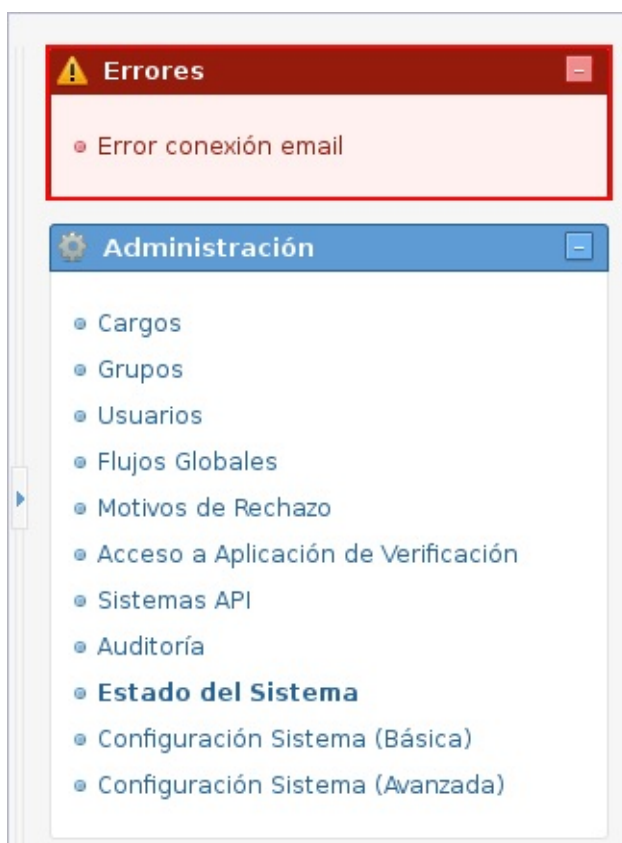 Errores
Error conexión email
Administración
Cargos
Grupos
Usuarios
Flujos Globales
Motivos de Rechazo
Acceso a Aplicación de Verificación
Sistemas API
Auditoría
Estado del Sistema
Configuración Sistema (Básica)
Configuración Sistema (Avanzada)